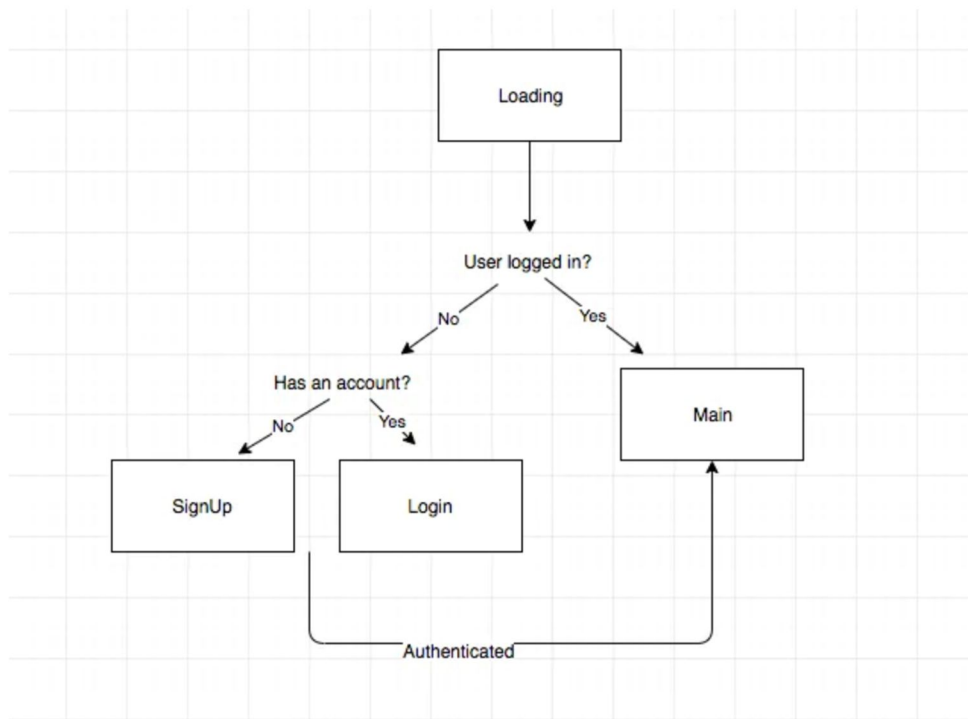 Loading
User logged in?
No
Yes
Has an account?
No
Yes
Main
SignUp
Login
Authenticated